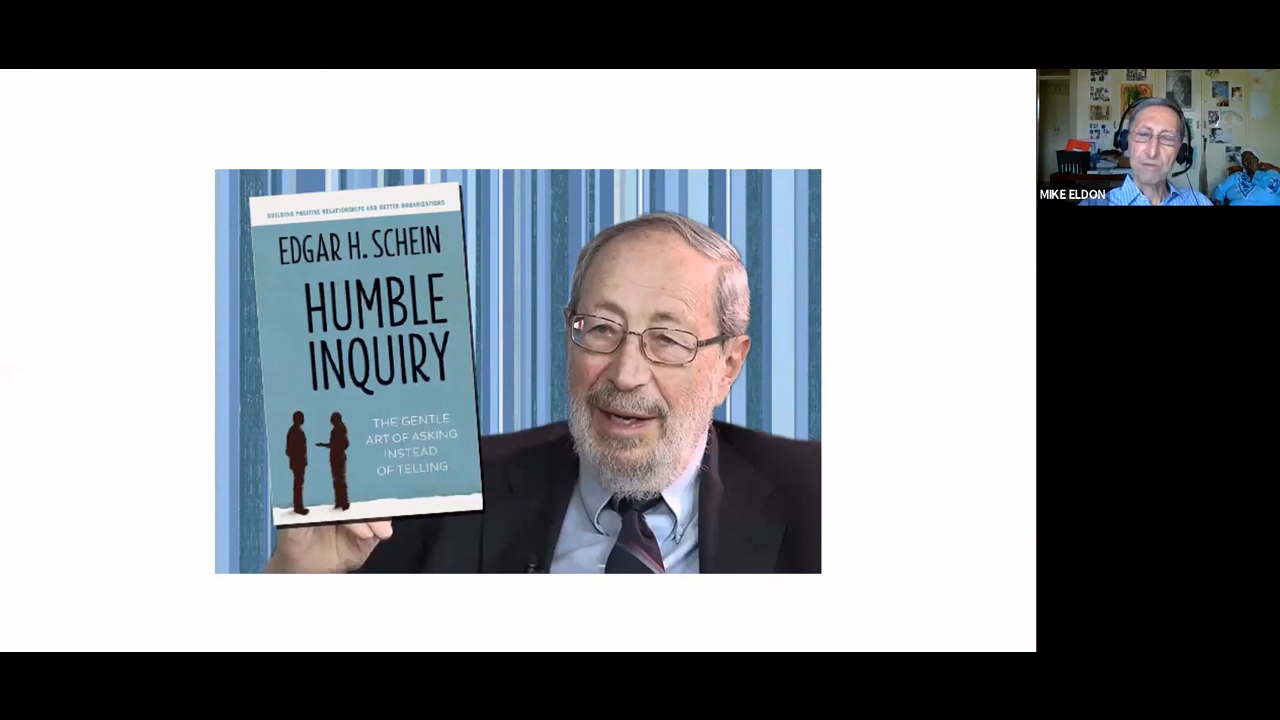 BUILDING POSITIVE RELATIONSHIPS AND BETTER ORGANIZATIONS
EDGAR H. SCHEIN
HUMBLE
INQUIRY
THE GENTLE
ART OF ASKING
INSTEAD
OF TELLING
MIKE ELDON